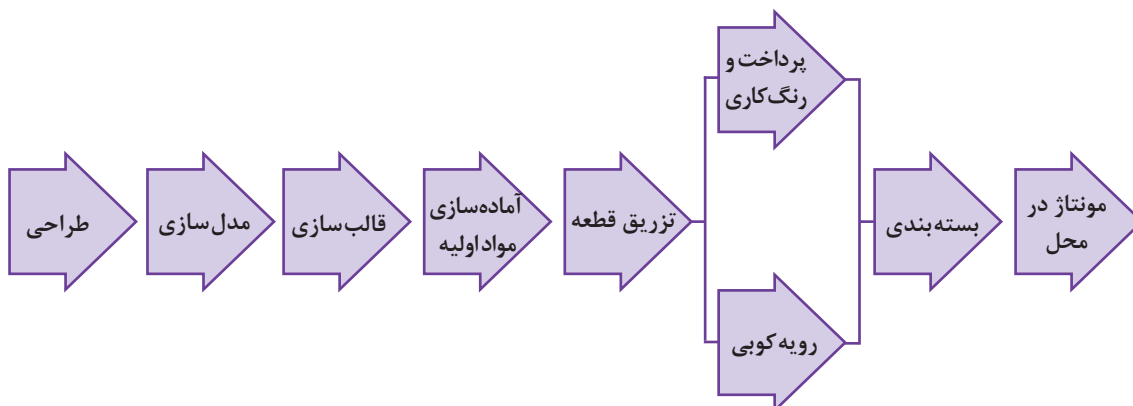 طراحی
مدل‌سازی
قالب‌سازی
آماده‌سازی
مواد اولیه
تزریق قطعه
پرداخت و
رنگ‌کاری
رویه‌کوبی
بسته‌بندی
مونتاژ در
محل